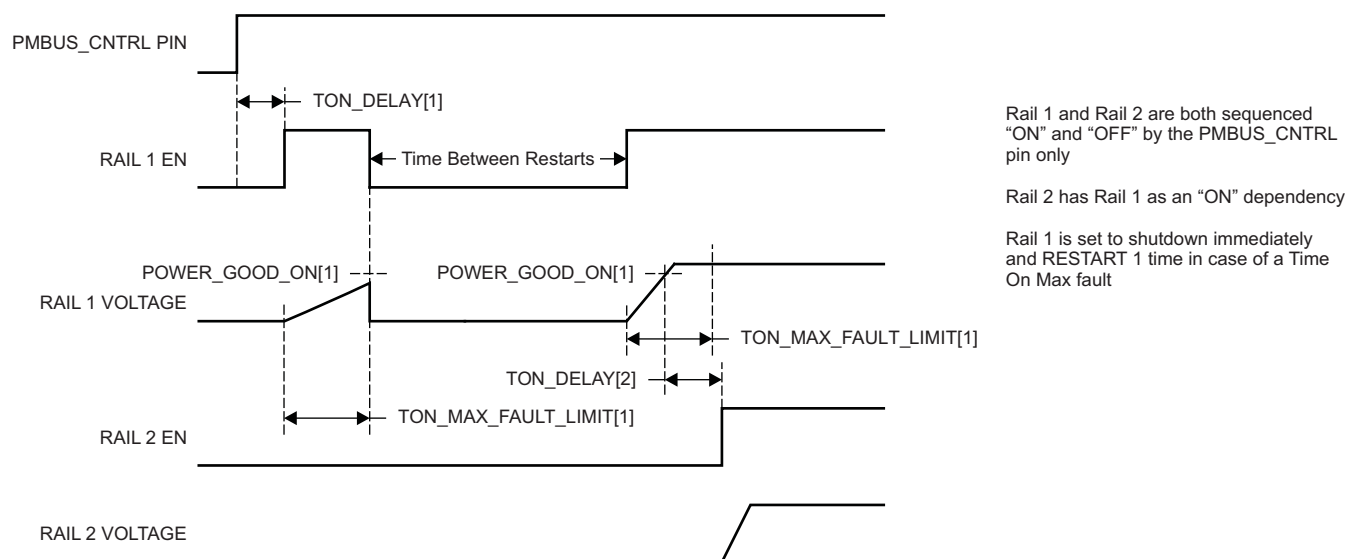 PMBUS_CNTRL PIN
TON_DELAY[1]
RAIL 1 EN
Time Between Restarts
POWER_GOOD_ON[1]
POWER_GOOD_ON[1]
RAIL 1 VOLTAGE
TON_MAX_FAULT_LIMIT[1]
TON_DELAY[2]
TON_MAX_FAULT_LIMIT[1]
RAIL 2 EN
RAIL 2 VOLTAGE
Rail 1 and Rail 2 are both sequenced
“ON” and “OFF” by the PMBUS_CNTRL
pin only
Rail 2 has Rail 1 as an “ON” dependency
Rail 1 is set to shutdown immediately
and RESTART 1 time in case of a Time
On Max fault